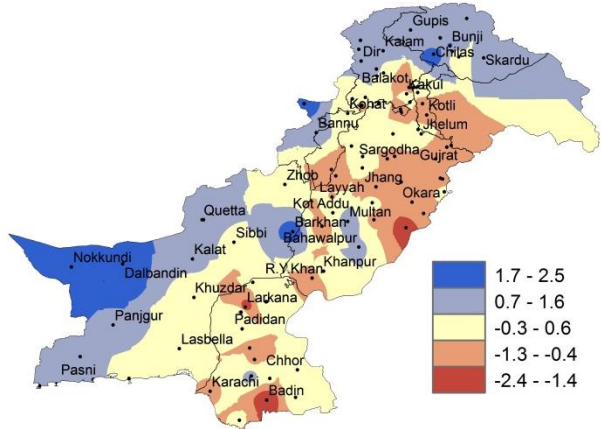 Gupis
Kalam
Bunji
Dir
Chilas
Skardu
Balakot
Kakul
Kohat
Kotli
Bannu
Jhelum
Sargodha
Gujrat
Zhob
Jhang
Layyah
Okara
Kot Addu
Quetta
Multan
Barkhan
Sibbi
Bahawalpur
Nokkundi
Kalat
Khanpur
Dalbandin
R.Y.Khan
Khuzdar
Larkana
Panjgur
Padidan
Lasbella
Pasni
Chhor
Karachi
Badin
1.7 - 2.5
0.7 - 1.6
-0.3 - 0.6
-1.3 - -0.4
-2.4 - -1.4